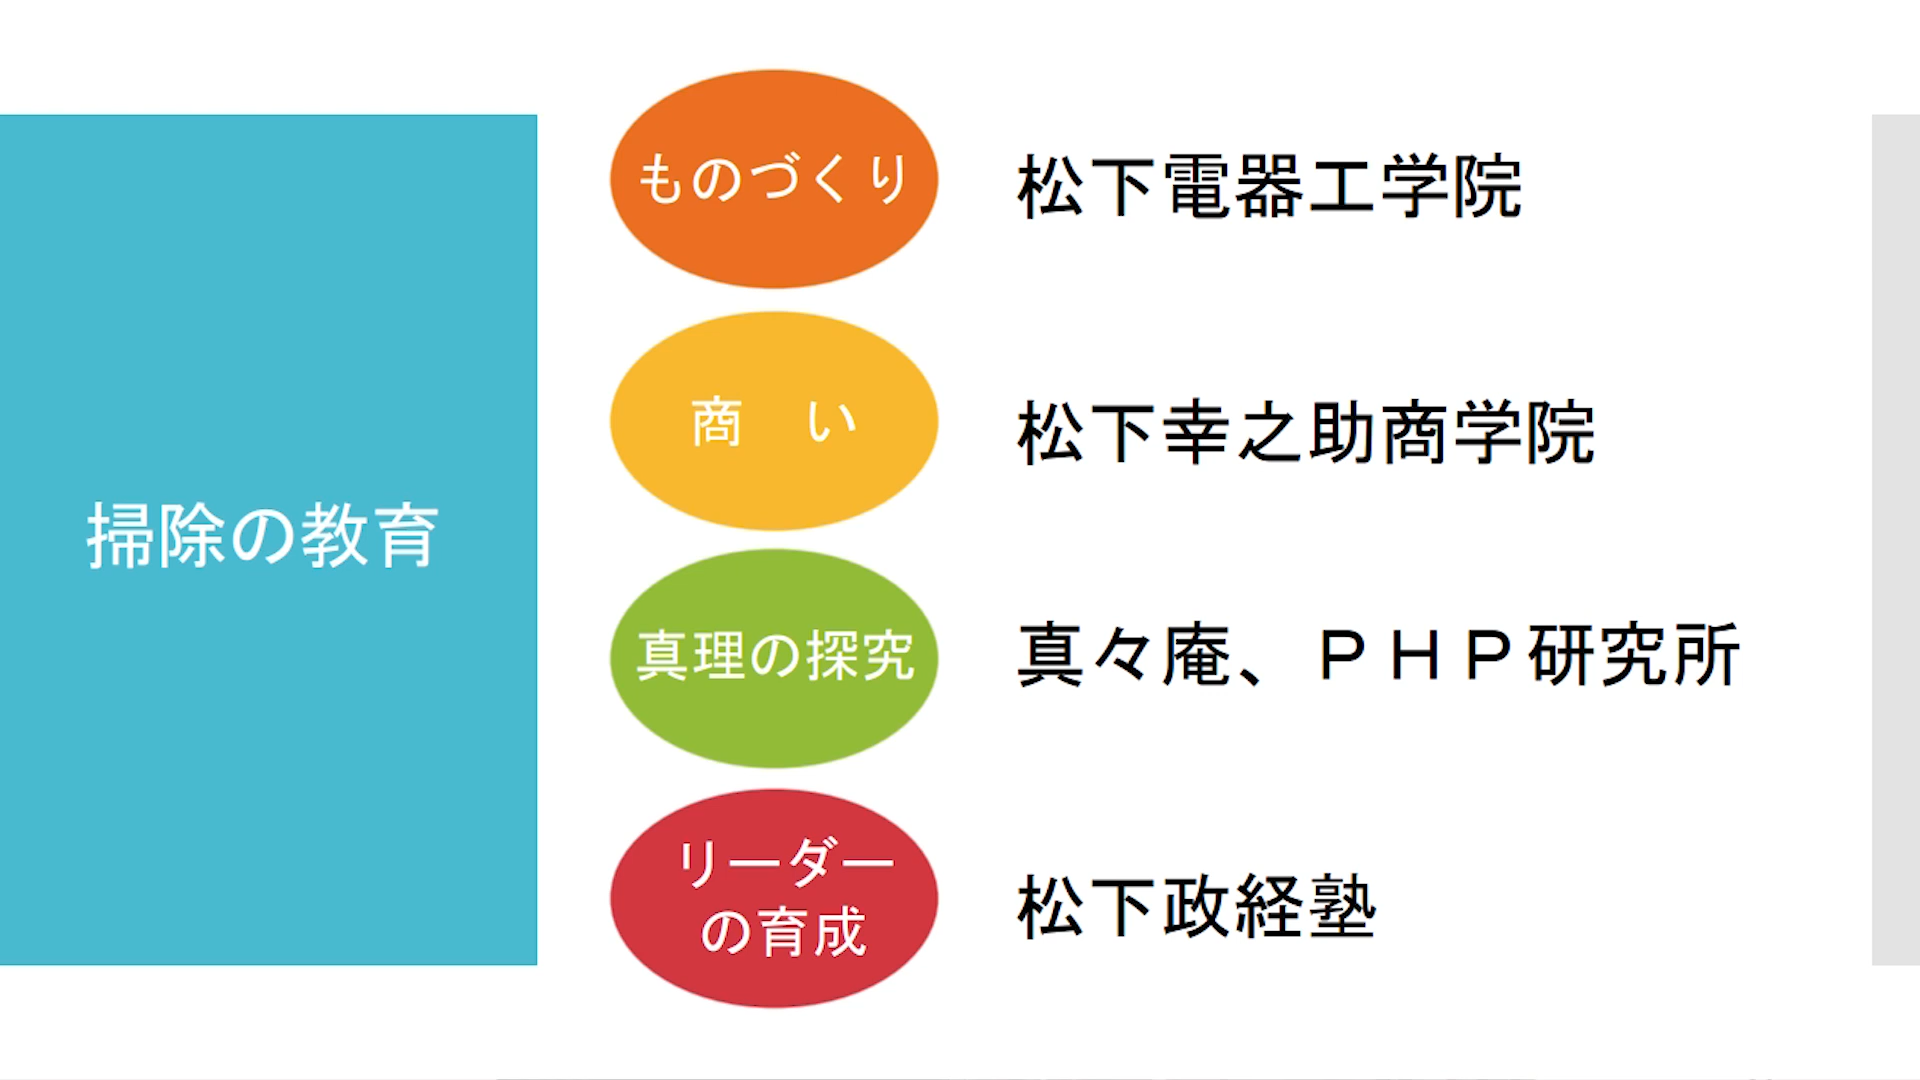 掃除の教育
ものづくり
松下電器工学院
商　い
松下幸之助商学院
真理の探究
真々庵、ＰＨＰ研究所
リーダー
の育成
松下政経塾